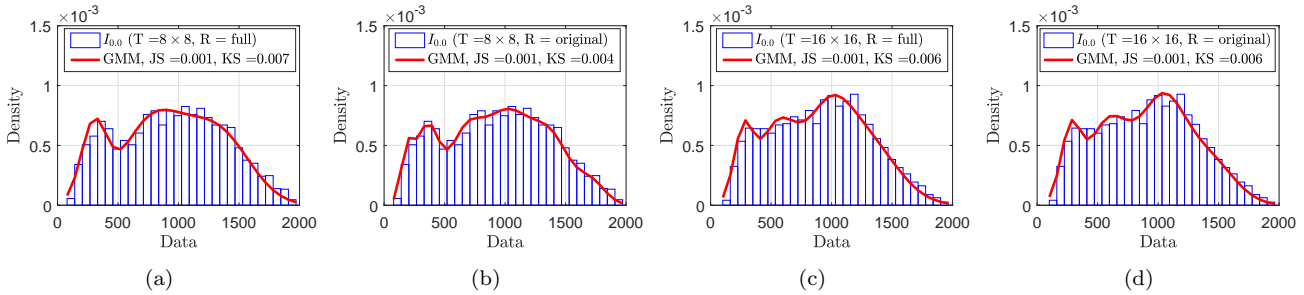 ×10⁻³
1.5
1
0.5
0
Density
I₀.₀ (T =8 × 8, R = full)
GMM, JS =0.001, KS =0.007
0 500 1000 1500 2000
Data
(a)
×10⁻³
1.5
1
0.5
0
Density
I₀.₀ (T =8 × 8, R = original)
GMM, JS =0.001, KS =0.004
0 500 1000 1500 2000
Data
(b)
×10⁻³
1.5
1
0.5
0
Density
I₀.₀ (T =16 × 16, R = full)
GMM, JS =0.001, KS =0.006
0 500 1000 1500 2000
Data
(c)
×10⁻³
1.5
1
0.5
0
Density
I₀.₀ (T =16 × 16, R = original)
GMM, JS =0.001, KS =0.006
0 500 1000 1500 2000
Data
(d)